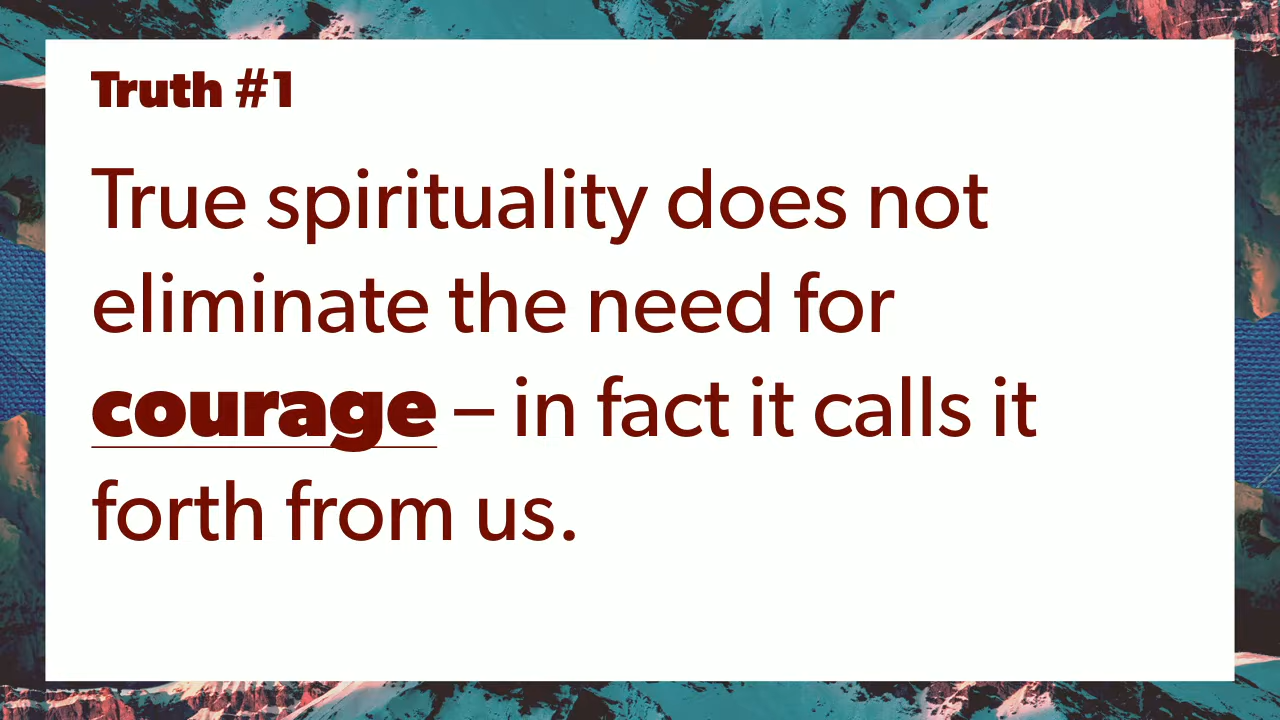 Truth #1
True spirituality does not
eliminate the need for
courage – in fact it calls it
forth from us.